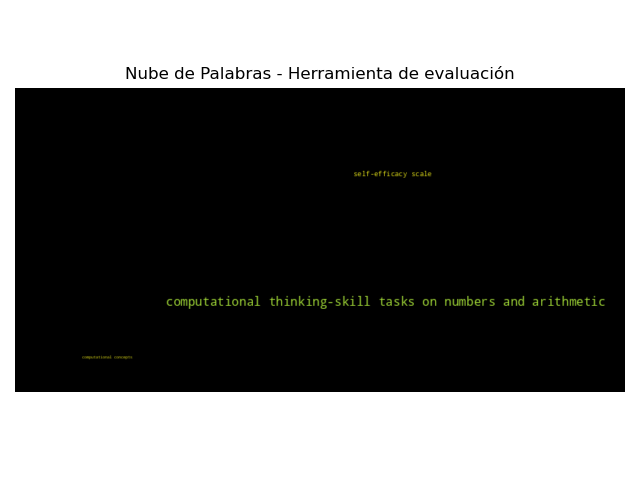 Nube de Palabras - Herramienta de evaluación
self-efficacy scale
computational thinking-skill tasks on numbers and arithmetic
computational concepts